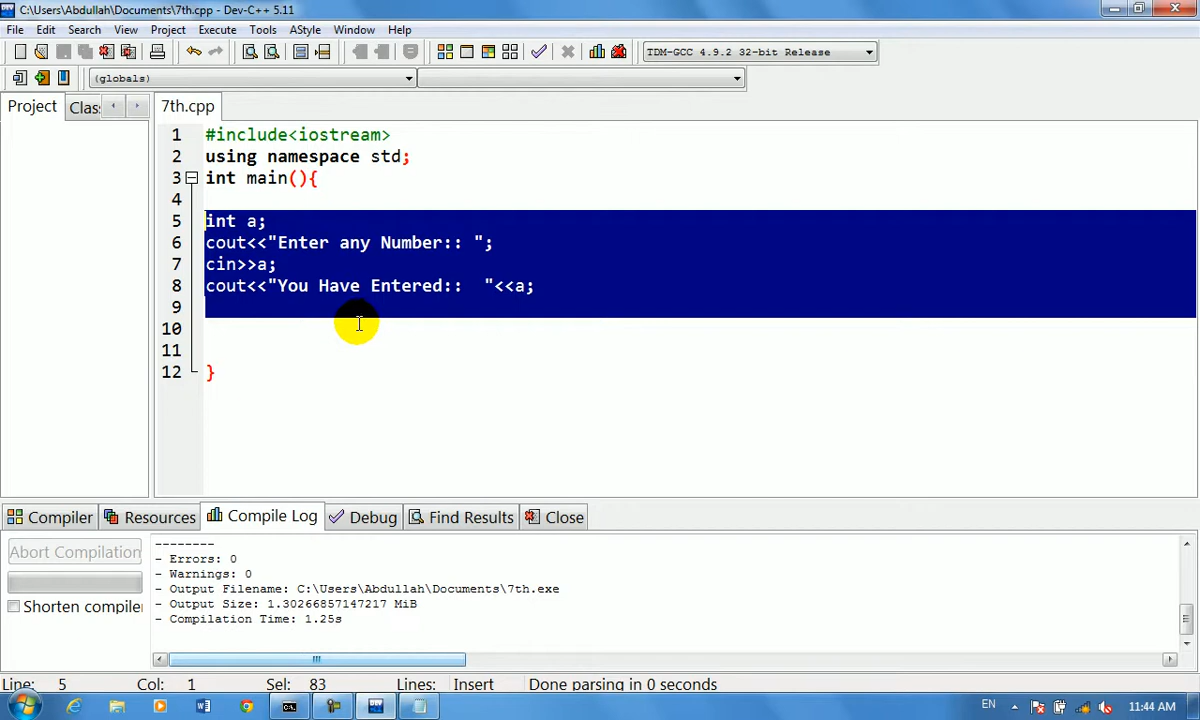 C:\Users\Abdullah\Documents\7th.cpp - Dev-C++ 5.11
File Edit Search View Project Execute Tools AStyle Window Help
TDM-GCC 4.9.2 32-bit Release
(globals)
Project Clas 7th.cpp
1 #include<iostream>
2 using namespace std;
3 int main(){
4
5 int a;
6 cout<<"Enter any Number:: ";
7 cin>>a;
8 cout<<"You Have Entered::  "<<a;
9
10
11
12 }
Compiler Resources Compile Log Debug Find Results Close
Abort Compilation
Shorten compiler
--------
- Errors: 0
- Warnings: 0
- Output Filename: C:\Users\Abdullah\Documents\7th.exe
- Output Size: 1.30266857147217 MiB
- Compilation Time: 1.25s
Line: 5 Col: 1 Sel: 83 Lines: Insert Done parsing in 0 seconds
EN 11:44 AM